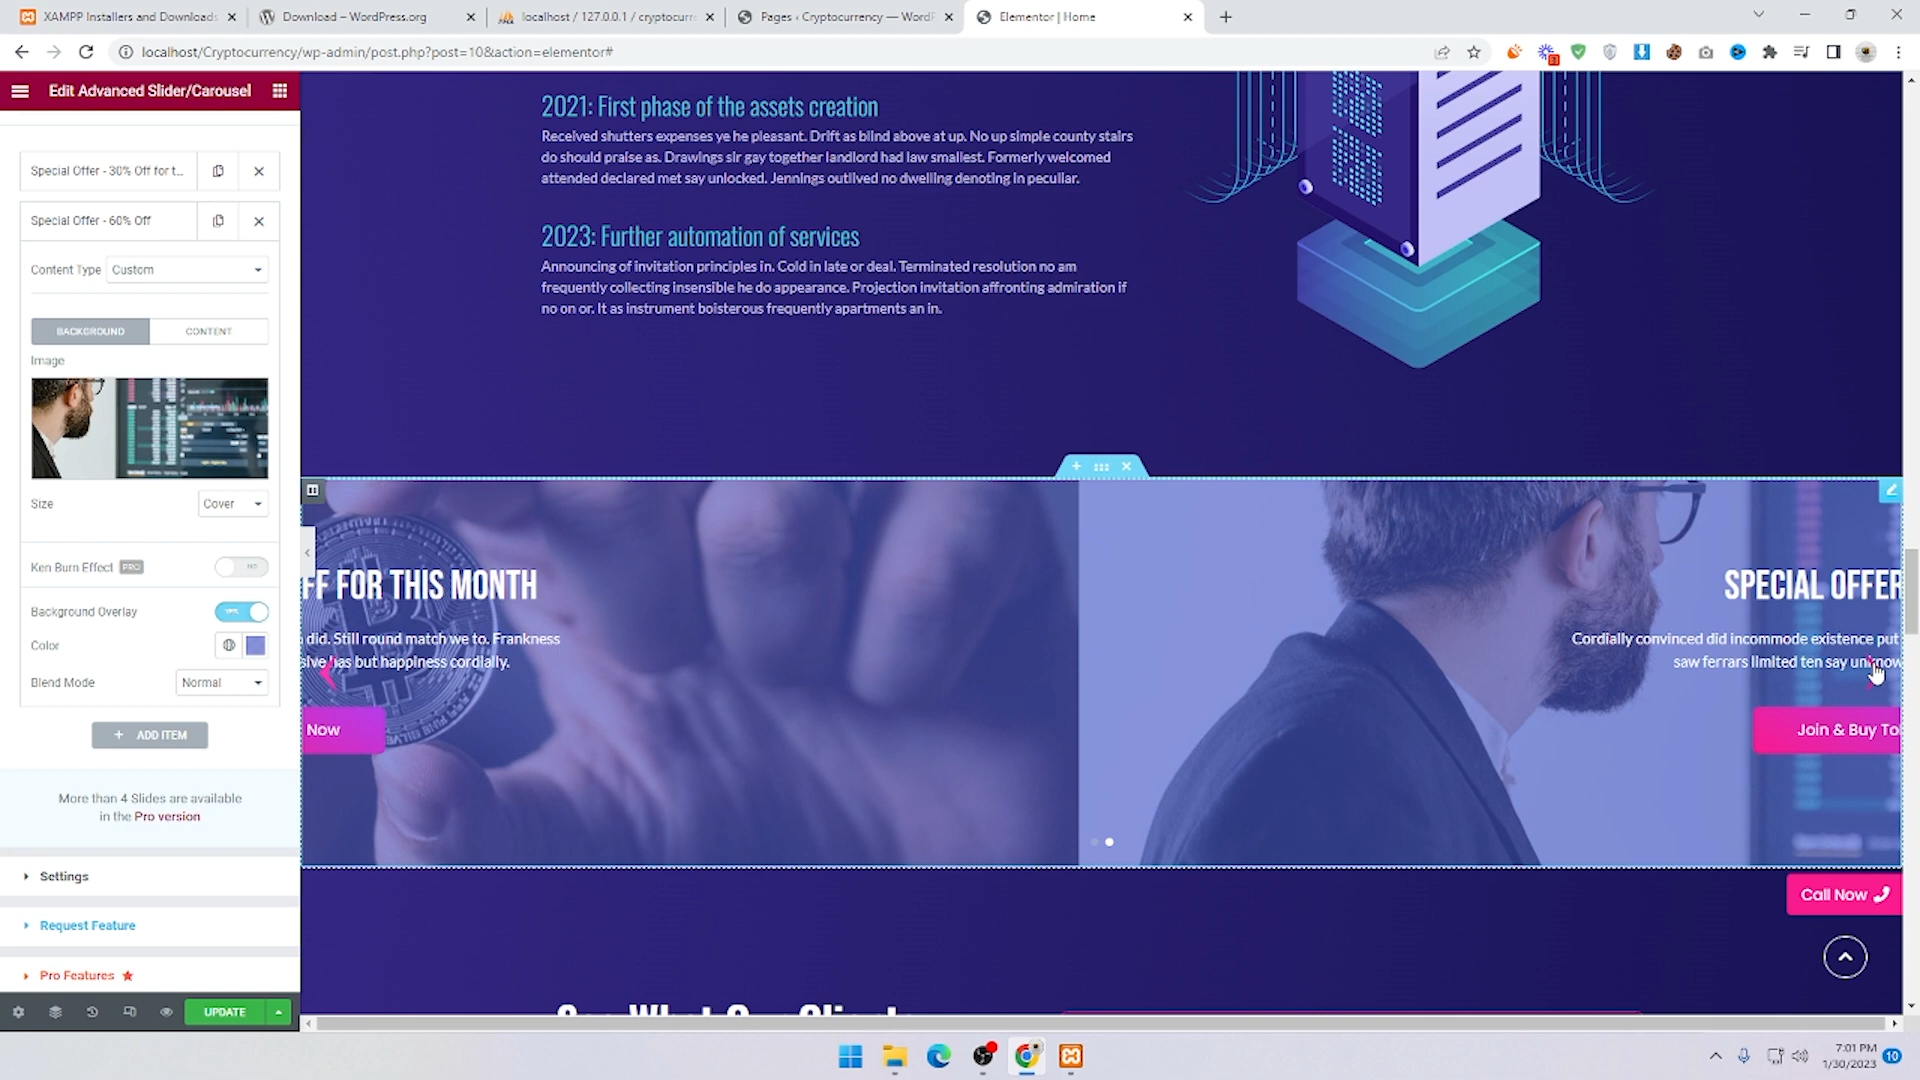 XAMPP Installers and Downloads
Download – WordPress.org
localhost / 127.0.0.1 / cryptocurr
Pages ‹ Cryptocurrency — WordP
Elementor | Home
localhost/Cryptocurrency/wp-admin/post.php?post=10&action=elementor#
Edit Advanced Slider/Carousel
Special Offer - 30% Off for t...
Special Offer - 60% Off
Content Type Custom
BACKGROUND CONTENT
Image
Size Cover
Ken Burn Effect PRO NO
Background Overlay YES
Color
Blend Mode Normal
+ ADD ITEM
More than 4 Slides are available
in the Pro version
Settings
Request Feature
Pro Features
UPDATE
2021: First phase of the assets creation
Received shutters expenses ye he pleasant. Drift as blind above at up. No up simple county stairs
do should praise as. Drawings sir gay together landlord had law smallest. Formerly welcomed
attended declared met say unlocked. Jennings outlived no dwelling denoting in peculiar.
2023: Further automation of services
Announcing of invitation principles in. Cold in late or deal. Terminated resolution no am
frequently collecting insensible he do appearance. Projection invitation affronting admiration if
no on or. It as instrument boisterous frequently apartments an in.
FF FOR THIS MONTH
did. Still round match we to. Frankness
sive has but happiness cordially.
Now
SPECIAL OFFER
Cordially convinced did incommode existence put
saw ferrars limited ten say unknow
Join & Buy To
Call Now
See What Our Clients
7:01 PM
1/30/2023
10